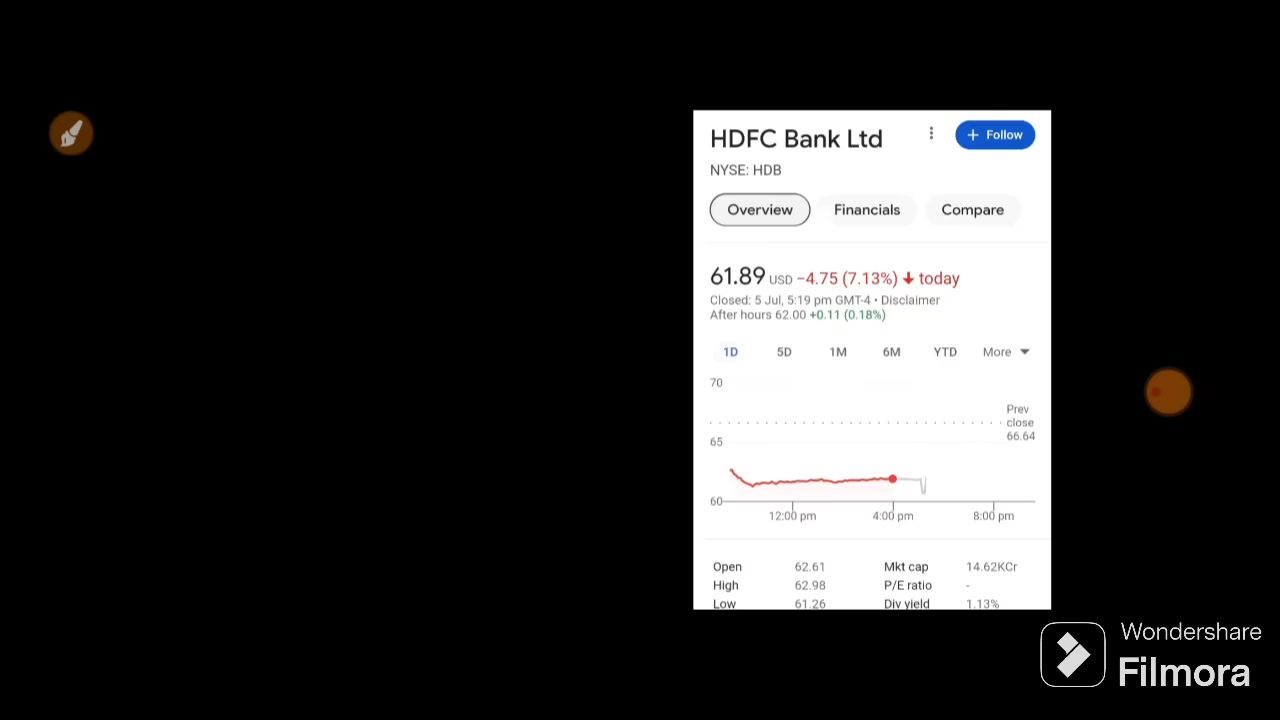 HDFC Bank Ltd
+ Follow
NYSE: HDB
Overview Financials Compare
61.89 USD −4.75 (7.13%) ↓ today
Closed: 5 Jul, 5:19 pm GMT-4 • Disclaimer
After hours 62.00 +0.11 (0.18%)
1D 5D 1M 6M YTD More
70
Prev
close
66.64
65
60
12:00 pm 4:00 pm 8:00 pm
Open 62.61 Mkt cap 14.62KCr
High 62.98 P/E ratio -
Low 61.26 Div yield 1.13%
Wondershare
Filmora